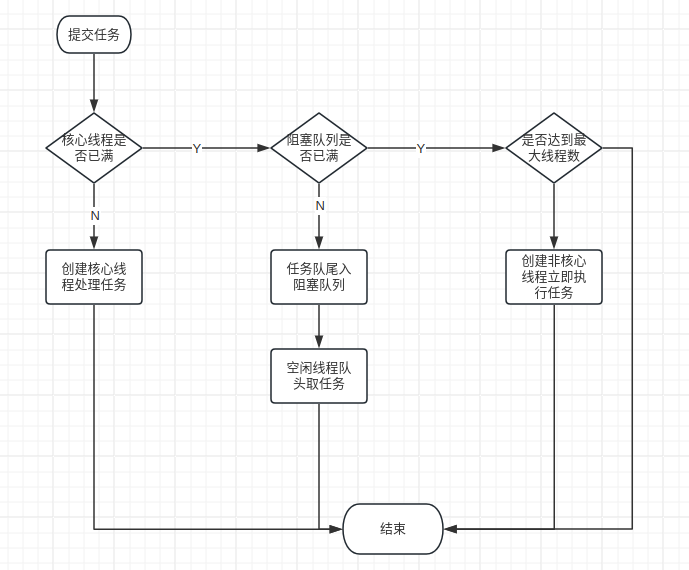 提交任务
核心线程是
否已满
Y
阻塞队列是
否已满
Y
是否达到最
大线程数
N
N
创建核心线
程处理任务
任务队尾入
阻塞队列
创建非核心
线程立即执
行任务
空闲线程队
头取任务
结束